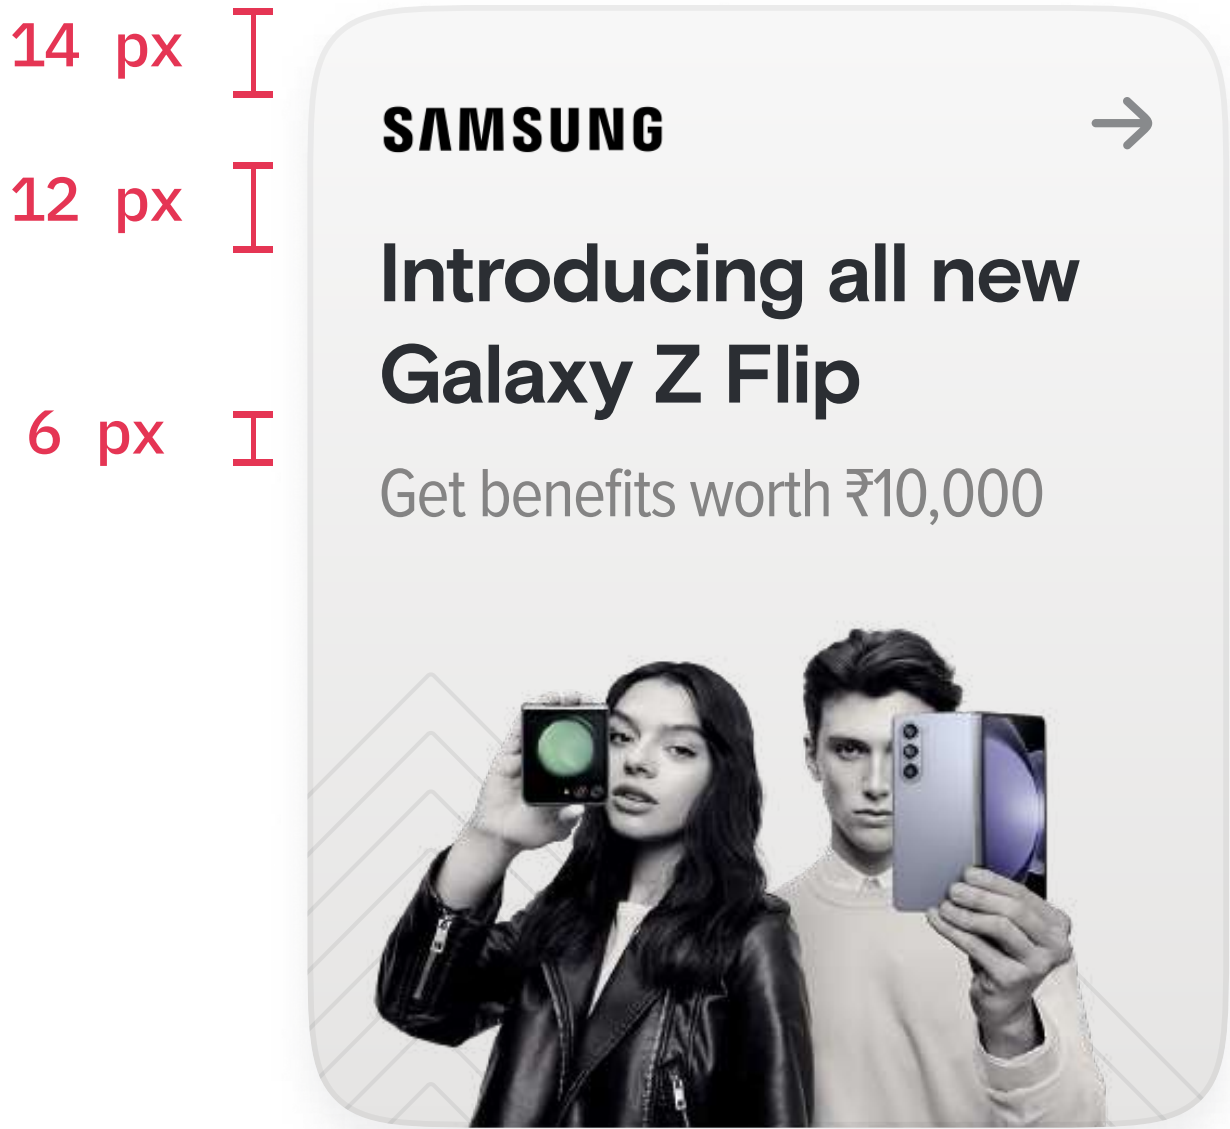 14 px
SAMSUNG
12 px
Introducing all new
Galaxy Z Flip
6 px
Get benefits worth ₹10,000